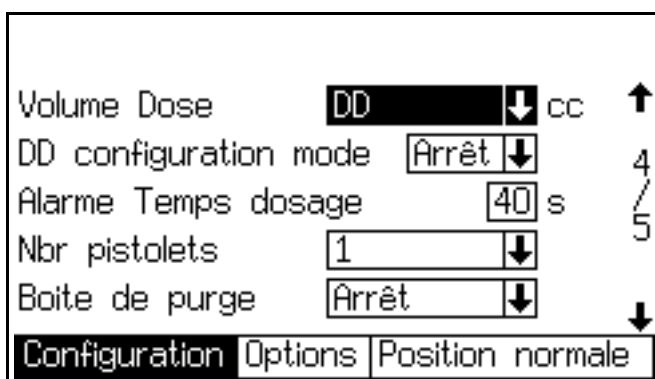 Volume Dose DD cc
DD configuration mode Arrêt
Alarme Temps dosage 40 s
Nbr pistolets 1
Boite de purge Arrêt
4/5
Configuration Options Position normale